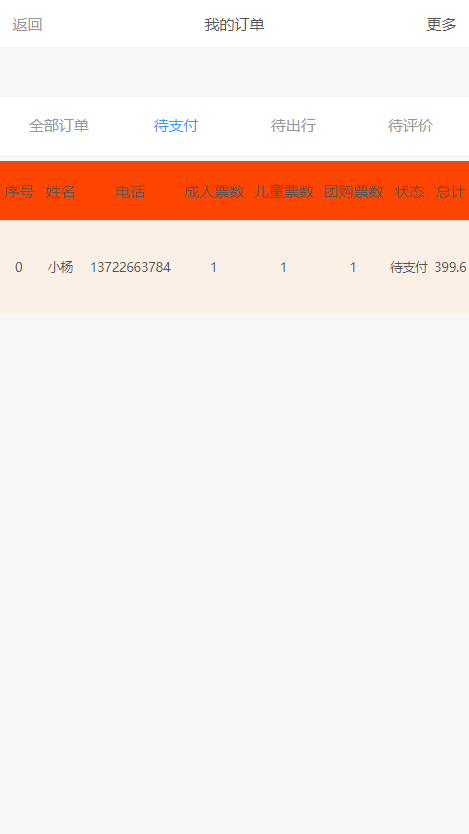 返回 我的订单 更多
全部订单 待支付 待出行 待评价
序号 姓名 电话 成人票数 儿童票数 团购票数 状态 总计
0 小杨 13722663784 1 1 1 待支付 399.6